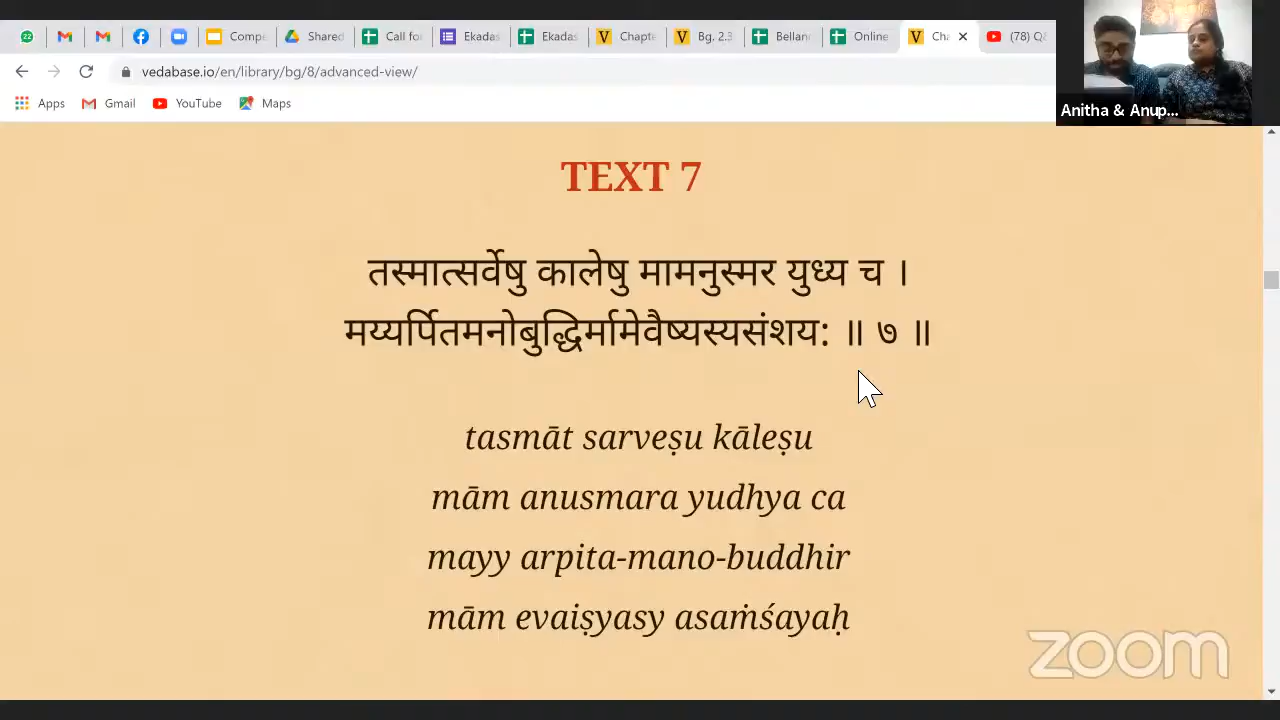 22
Compe
Shared
Call fo
Ekadas
Ekadas
Chapte
Bg. 2.3
Bellan
Online
Cha
(78) Q&
vedabase.io/en/library/bg/8/advanced-view/
Apps
Gmail
YouTube
Maps
Anitha & Anup...
TEXT 7
तस्मात्सर्वेषु कालेषु मामनुस्मर युध्य च ।
मय्यर्पितमनोबुद्धिर्मामेवैष्यस्यसंशय: ॥ ७ ॥
tasmāt sarveṣu kāleṣu
mām anusmara yudhya ca
mayy arpita-mano-buddhir
mām evaiṣyasy asaṁśayaḥ
zoom